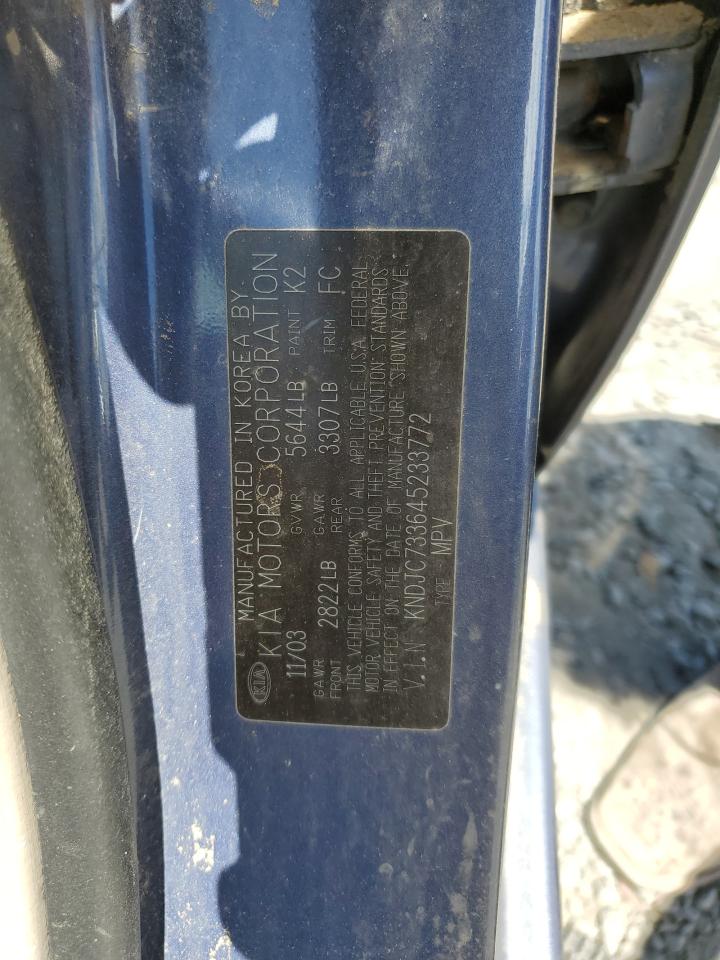 KIA
MANUFACTURED IN KOREA BY
KIA MOTORS CORPORATION
11/03 GVWR 5644LB PAINT K2
GAWR FRONT 2822LB GAWR REAR 3307LB TRIM FC
THIS VEHICLE CONFORMS TO ALL APPLICABLE U.S.A FEDERAL
MOTOR VEHICLE SAFETY AND THEFT PREVENTION STANDARDS
IN EFFECT ON THE DATE OF MANUFACTURE SHOWN ABOVE.
V.I.N KNDJC733645233772
TYPE MPV